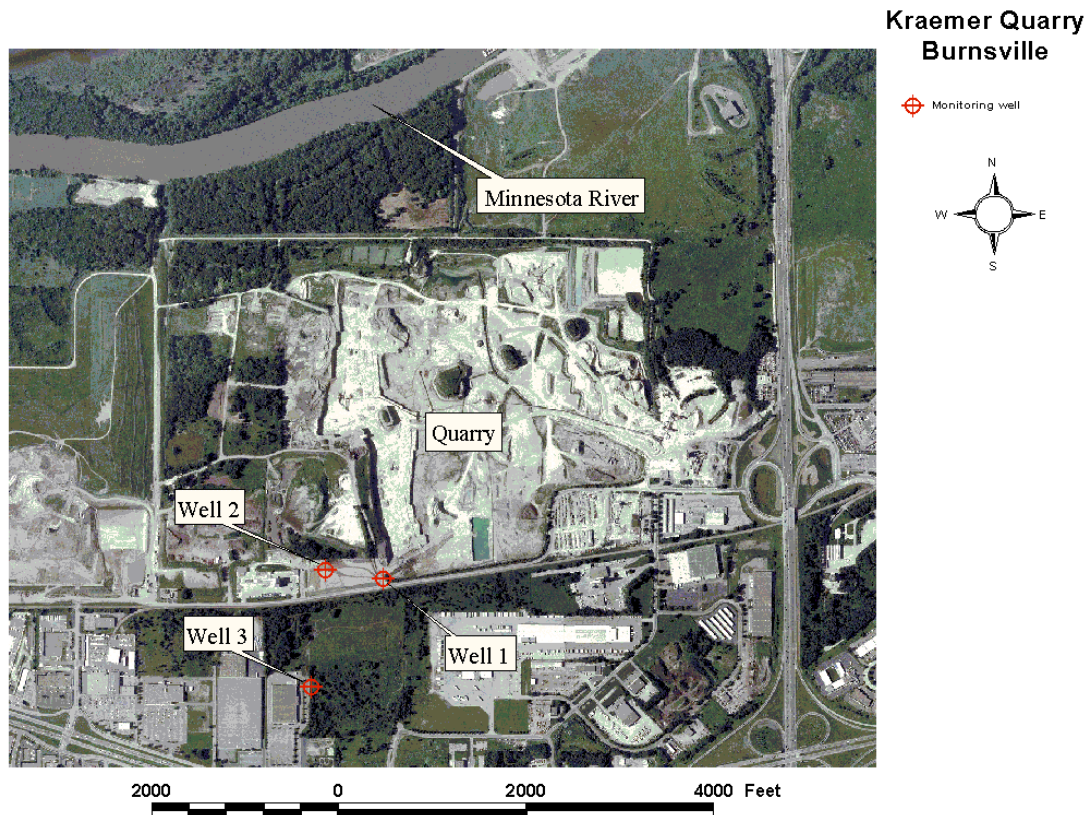 Kraemer Quarry
Burnsville
Monitoring well
N
W E
S
Minnesota River
Quarry
Well 2
Well 3
Well 1
2000 0 2000 4000 Feet